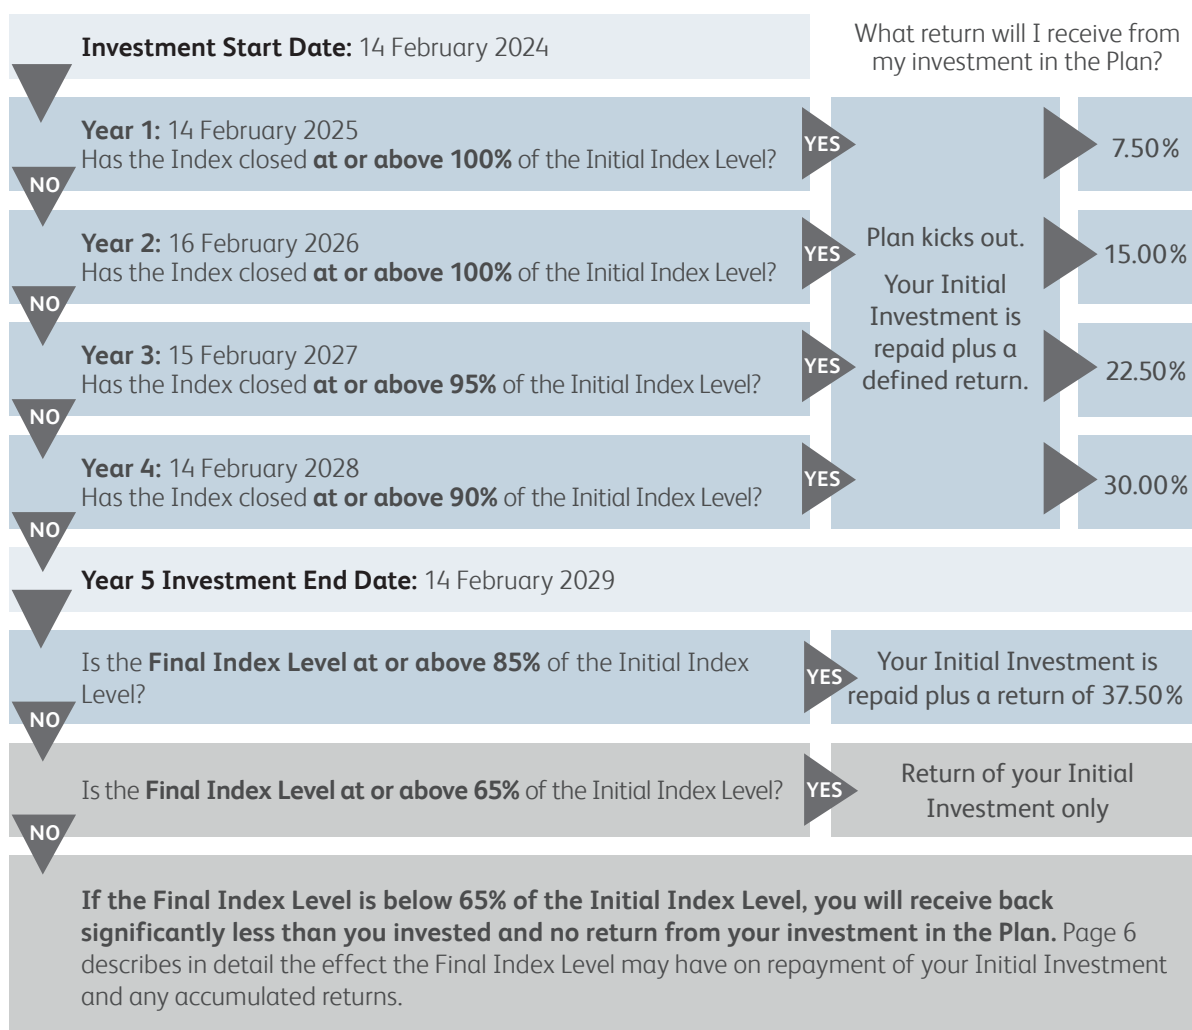 Investment Start Date: 14 February 2024
What return will I receive from
my investment in the Plan?
Year 1: 14 February 2025
Has the Index closed at or above 100% of the Initial Index Level?
YES
7.50%
NO
Year 2: 16 February 2026
Has the Index closed at or above 100% of the Initial Index Level?
YES
15.00%
NO
Plan kicks out.
Your Initial
Investment is
repaid plus a
defined return.
Year 3: 15 February 2027
Has the Index closed at or above 95% of the Initial Index Level?
YES
22.50%
NO
Year 4: 14 February 2028
Has the Index closed at or above 90% of the Initial Index Level?
YES
30.00%
NO
Year 5 Investment End Date: 14 February 2029
Is the Final Index Level at or above 85% of the Initial Index
Level?
YES
Your Initial Investment is
repaid plus a return of 37.50%
NO
Is the Final Index Level at or above 65% of the Initial Index Level?
YES
Return of your Initial
Investment only
NO
If the Final Index Level is below 65% of the Initial Index Level, you will receive back
significantly less than you invested and no return from your investment in the Plan. Page 6
describes in detail the effect the Final Index Level may have on repayment of your Initial Investment
and any accumulated returns.